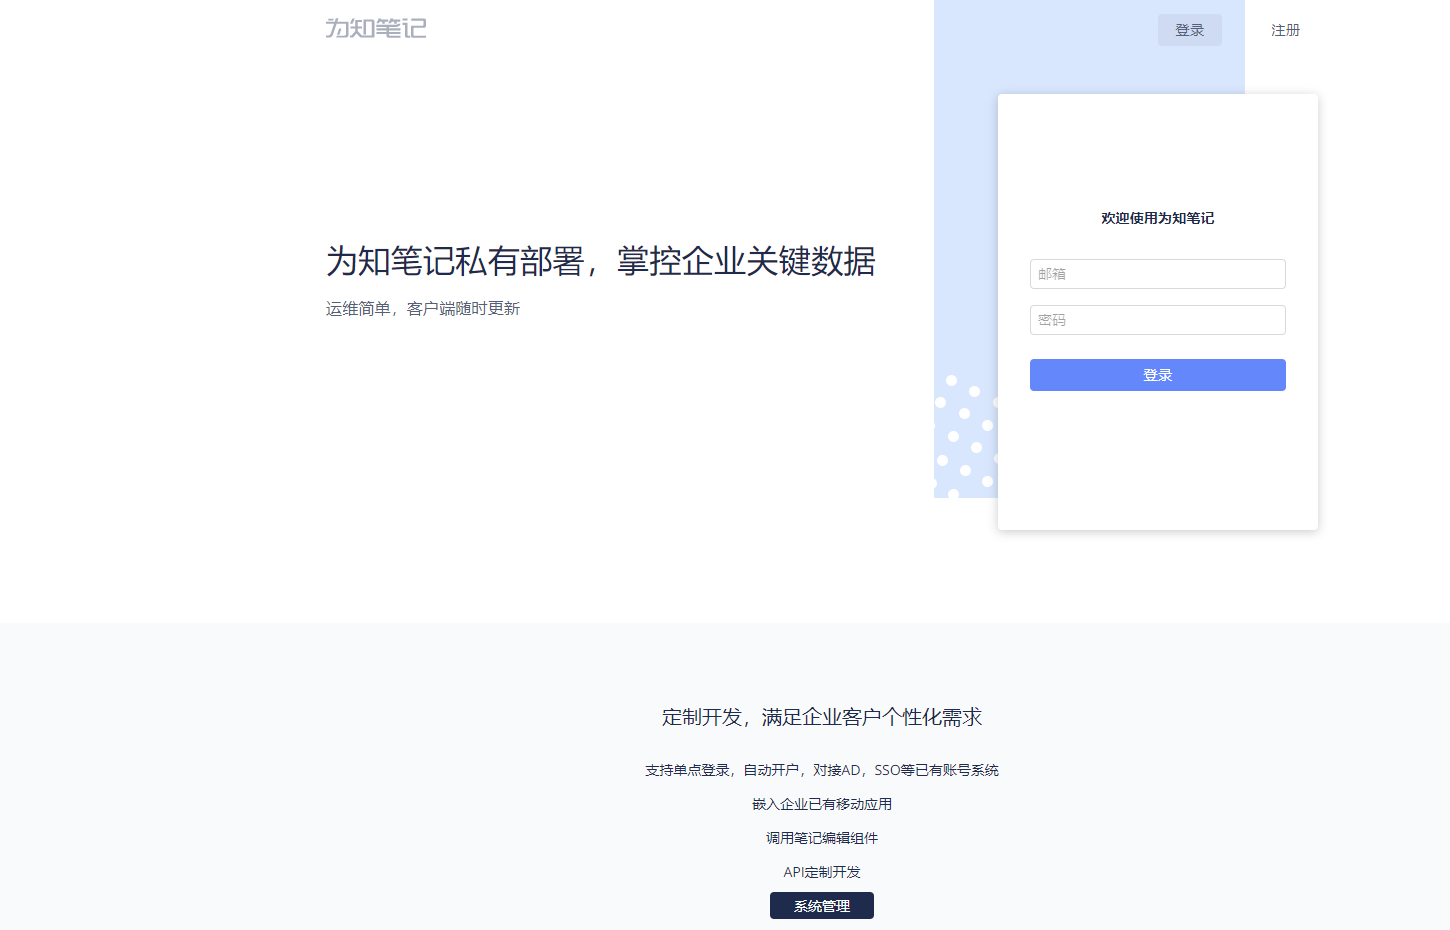 为知笔记
登录
注册
欢迎使用为知笔记
邮箱
密码
登录
为知笔记私有部署，掌控企业关键数据
运维简单，客户端随时更新
定制开发，满足企业客户个性化需求
支持单点登录，自动开户，对接AD，SSO等已有账号系统
嵌入企业已有移动应用
调用笔记编辑组件
API定制开发
系统管理